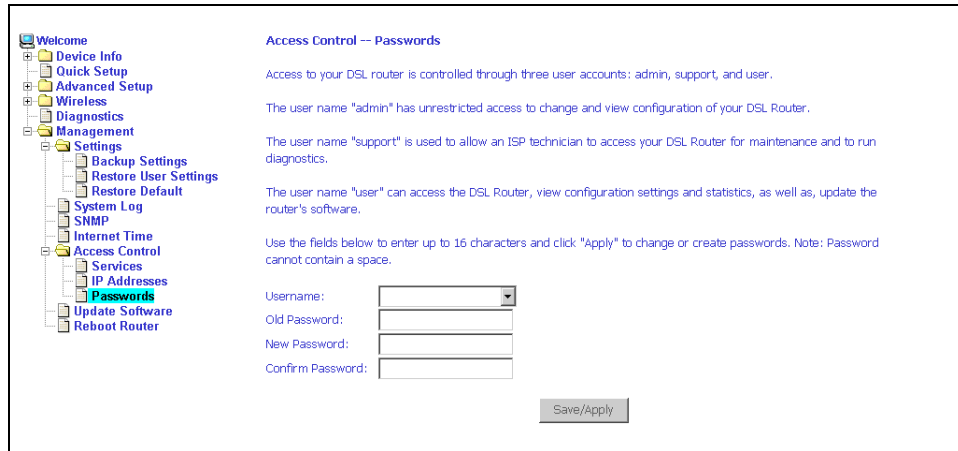 Welcome
Device Info
Quick Setup
Advanced Setup
Wireless
Diagnostics
Management
Settings
Backup Settings
Restore User Settings
Restore Default
System Log
SNMP
Internet Time
Access Control
Services
IP Addresses
Passwords
Update Software
Reboot Router
Access Control -- Passwords
Access to your DSL router is controlled through three user accounts: admin, support, and user.
The user name "admin" has unrestricted access to change and view configuration of your DSL Router.
The user name "support" is used to allow an ISP technician to access your DSL Router for maintenance and to run
diagnostics.
The user name "user" can access the DSL Router, view configuration settings and statistics, as well as, update the
router's software.
Use the fields below to enter up to 16 characters and click "Apply" to change or create passwords. Note: Password
cannot contain a space.
Username:
Old Password:
New Password:
Confirm Password:
Save/Apply